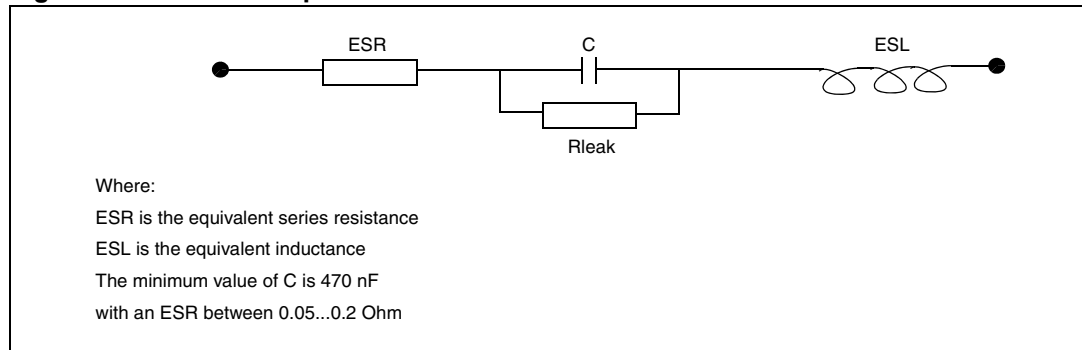 ESR
C
ESL
Rleak
Where:
ESR is the equivalent series resistance
ESL is the equivalent inductance
The minimum value of C is 470 nF
with an ESR between 0.05...0.2 Ohm